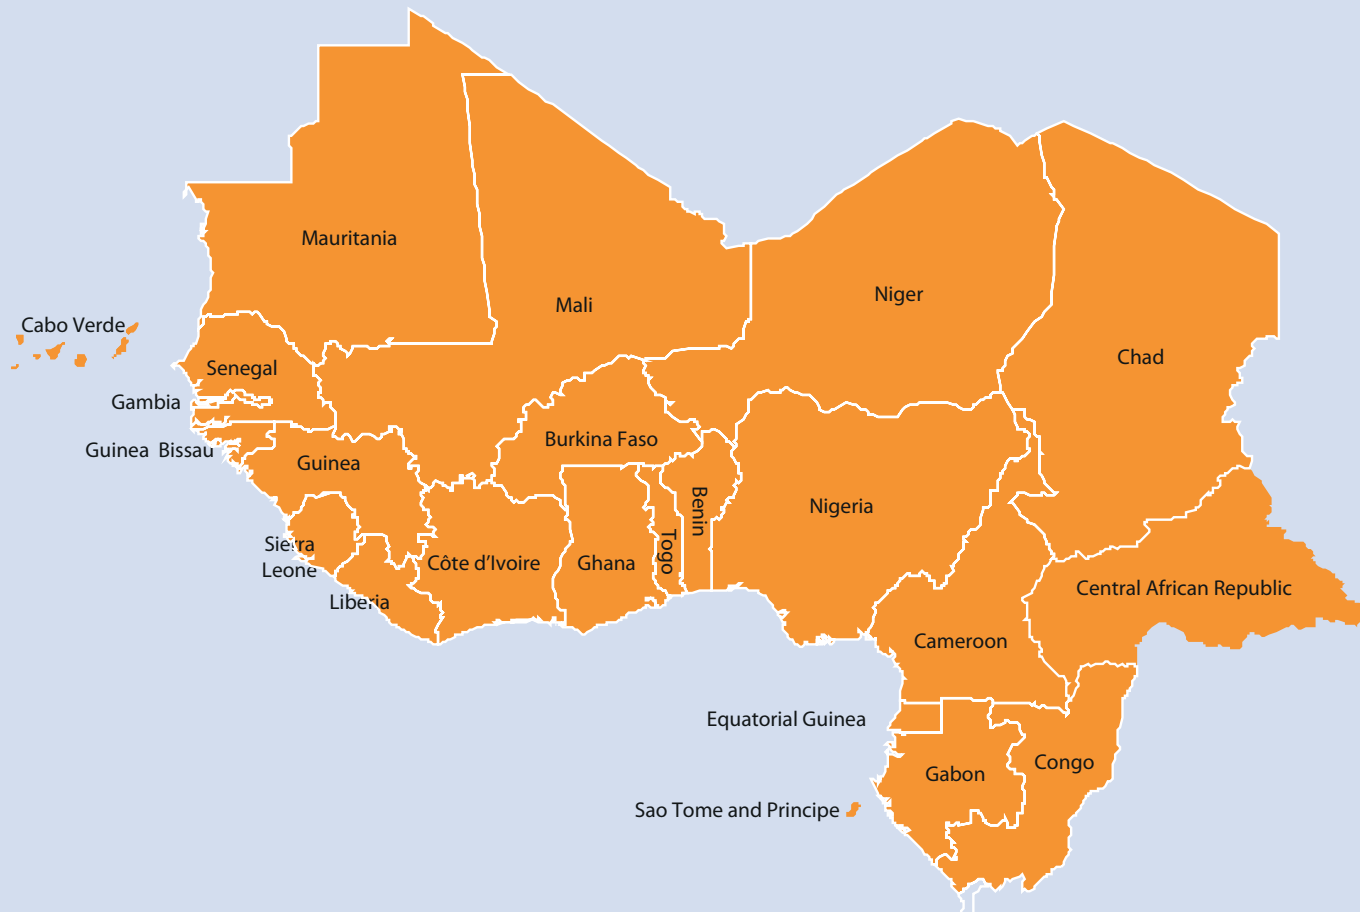 Mauritania
Mali
Niger
Chad
Cabo Verde
Senegal
Gambia
Guinea Bissau
Guinea
Burkina Faso
Benin
Nigeria
Sierra
Leone
Côte d’Ivoire
Ghana
Togo
Liberia
Central African Republic
Cameroon
Equatorial Guinea
Gabon
Congo
Sao Tome and Principe